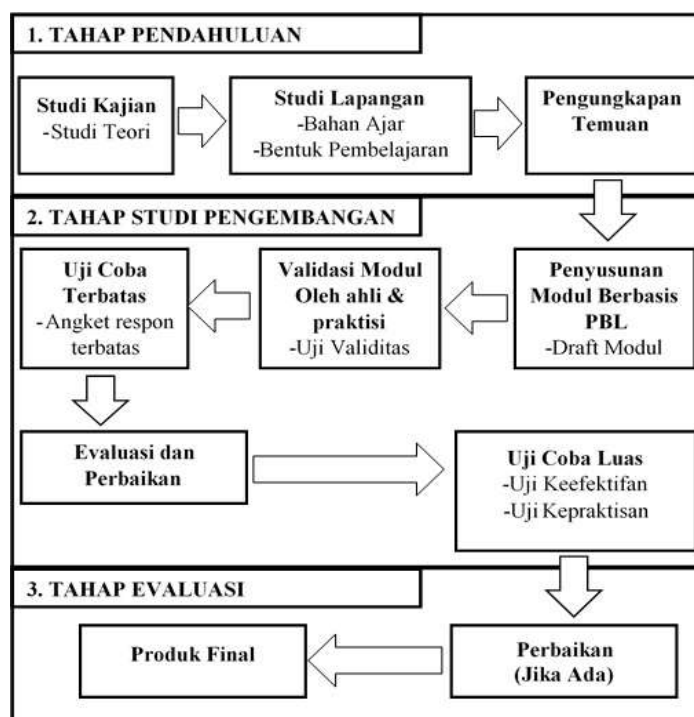 1. TAHAP PENDAHULUAN
Studi Kajian
-Studi Teori
Studi Lapangan
-Bahan Ajar
-Bentuk Pembelajaran
Pengungkapan
Temuan
2. TAHAP STUDI PENGEMBANGAN
Penyusunan
Modul Berbasis
PBL
-Draft Modul
Validasi Modul
Oleh ahli &
praktisi
-Uji Validitas
Uji Coba
Terbatas
-Angket respon
terbatas
Evaluasi dan
Perbaikan
Uji Coba Luas
-Uji Keefektifan
-Uji Kepraktisan
3. TAHAP EVALUASI
Perbaikan
(Jika Ada)
Produk Final